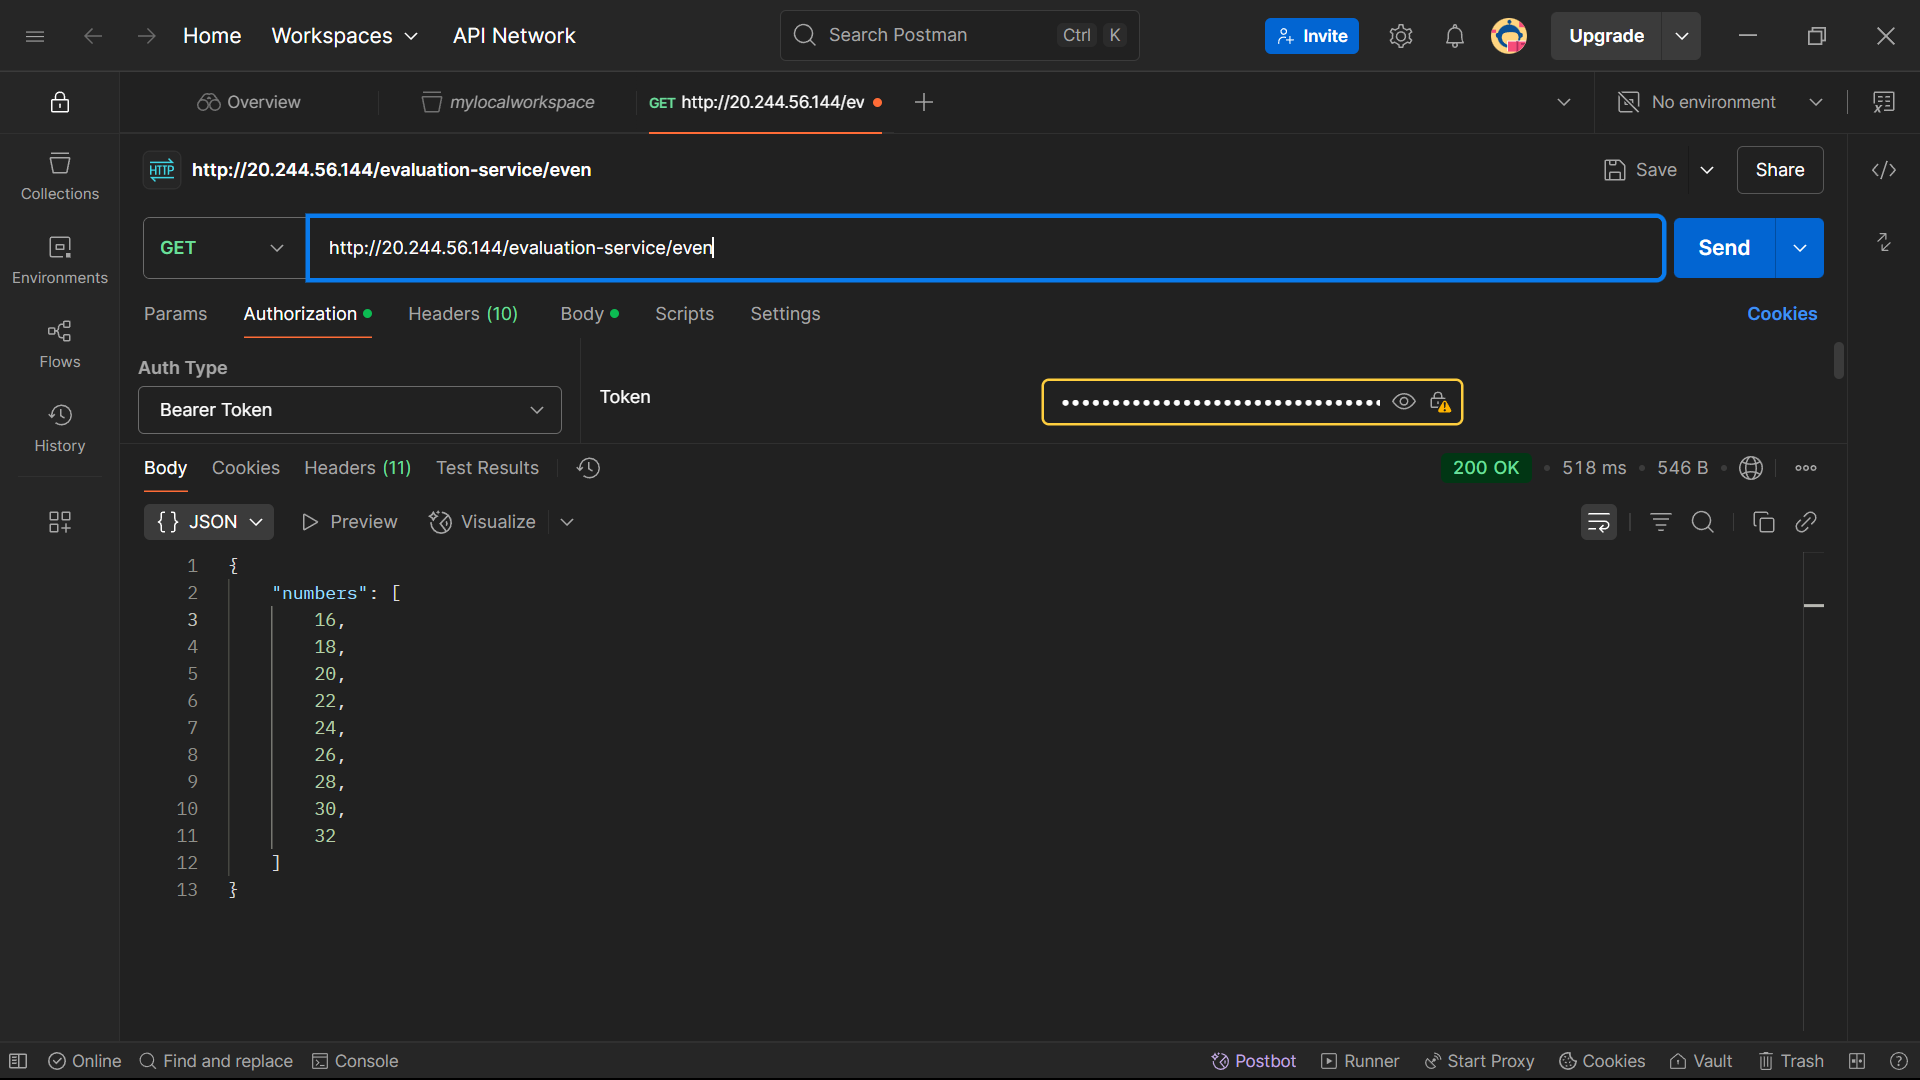 Home Workspaces API Network Search Postman Ctrl K Invite Upgrade
Overview mylocalworkspace GET http://20.244.56.144/ev No environment
HTTP http://20.244.56.144/evaluation-service/even Save Share
Collections
GET http://20.244.56.144/evaluation-service/even Send
Environments
Params Authorization Headers (10) Body Scripts Settings Cookies
Flows
Auth Type
Bearer Token
Token
History
Body Cookies Headers (11) Test Results 200 OK • 518 ms • 546 B
{} JSON Preview Visualize
1 {
2 "numbers": [
3 16,
4 18,
5 20,
6 22,
7 24,
8 26,
9 28,
10 30,
11 32
12 ]
13 }
Online Find and replace Console Postbot Runner Start Proxy Cookies Vault Trash